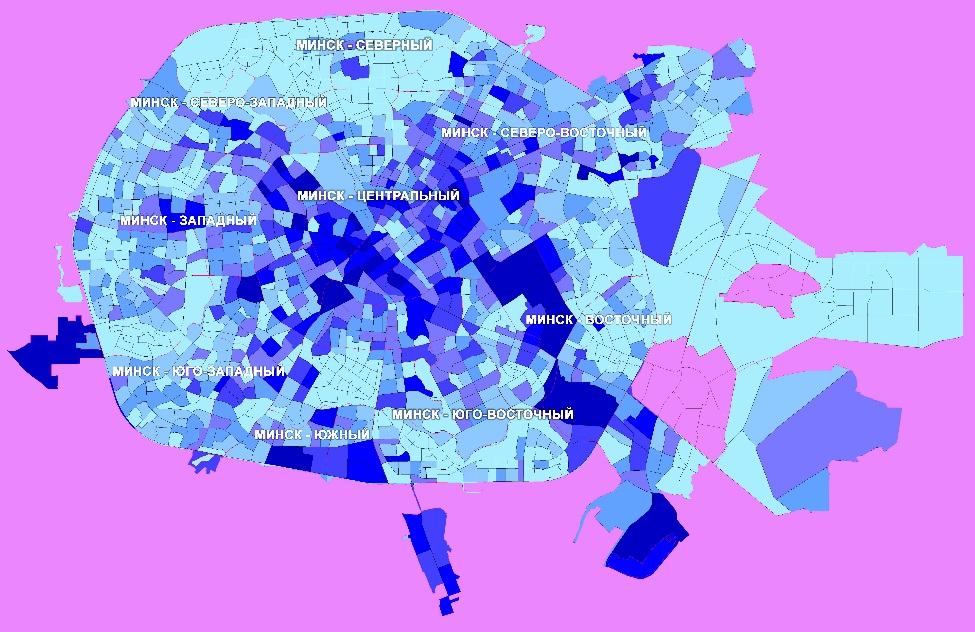 МИНСК - СЕВЕРНЫЙ
МИНСК - СЕВЕРО-ЗАПАДНЫЙ
МИНСК - СЕВЕРО-ВОСТОЧНЫЙ
МИНСК - ЦЕНТРАЛЬНЫЙ
МИНСК - ЗАПАДНЫЙ
МИНСК - ВОСТОЧНЫЙ
МИНСК - ЮГО-ЗАПАДНЫЙ
МИНСК - ЮГО-ВОСТОЧНЫЙ
МИНСК - ЮЖНЫЙ